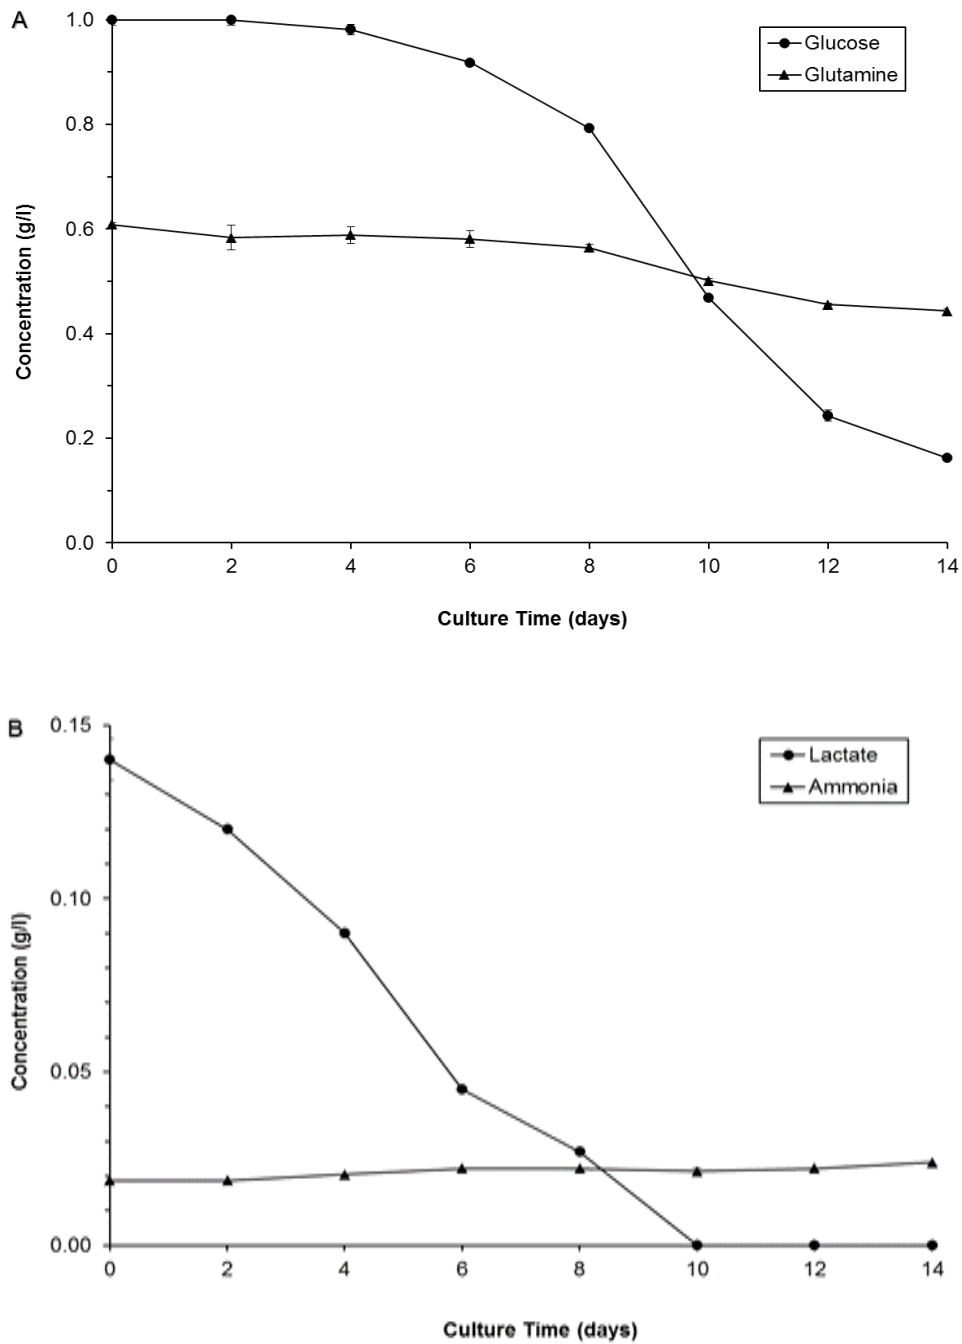 A
1.0
0.8
0.6
0.4
0.2
0.0
Concentration (g/l)
Glucose
Glutamine
0 2 4 6 8 10 12 14
Culture Time (days)
B
0.15
0.10
0.05
0.00
Concentration (g/l)
Lactate
Ammonia
0 2 4 6 8 10 12 14
Culture Time (days)